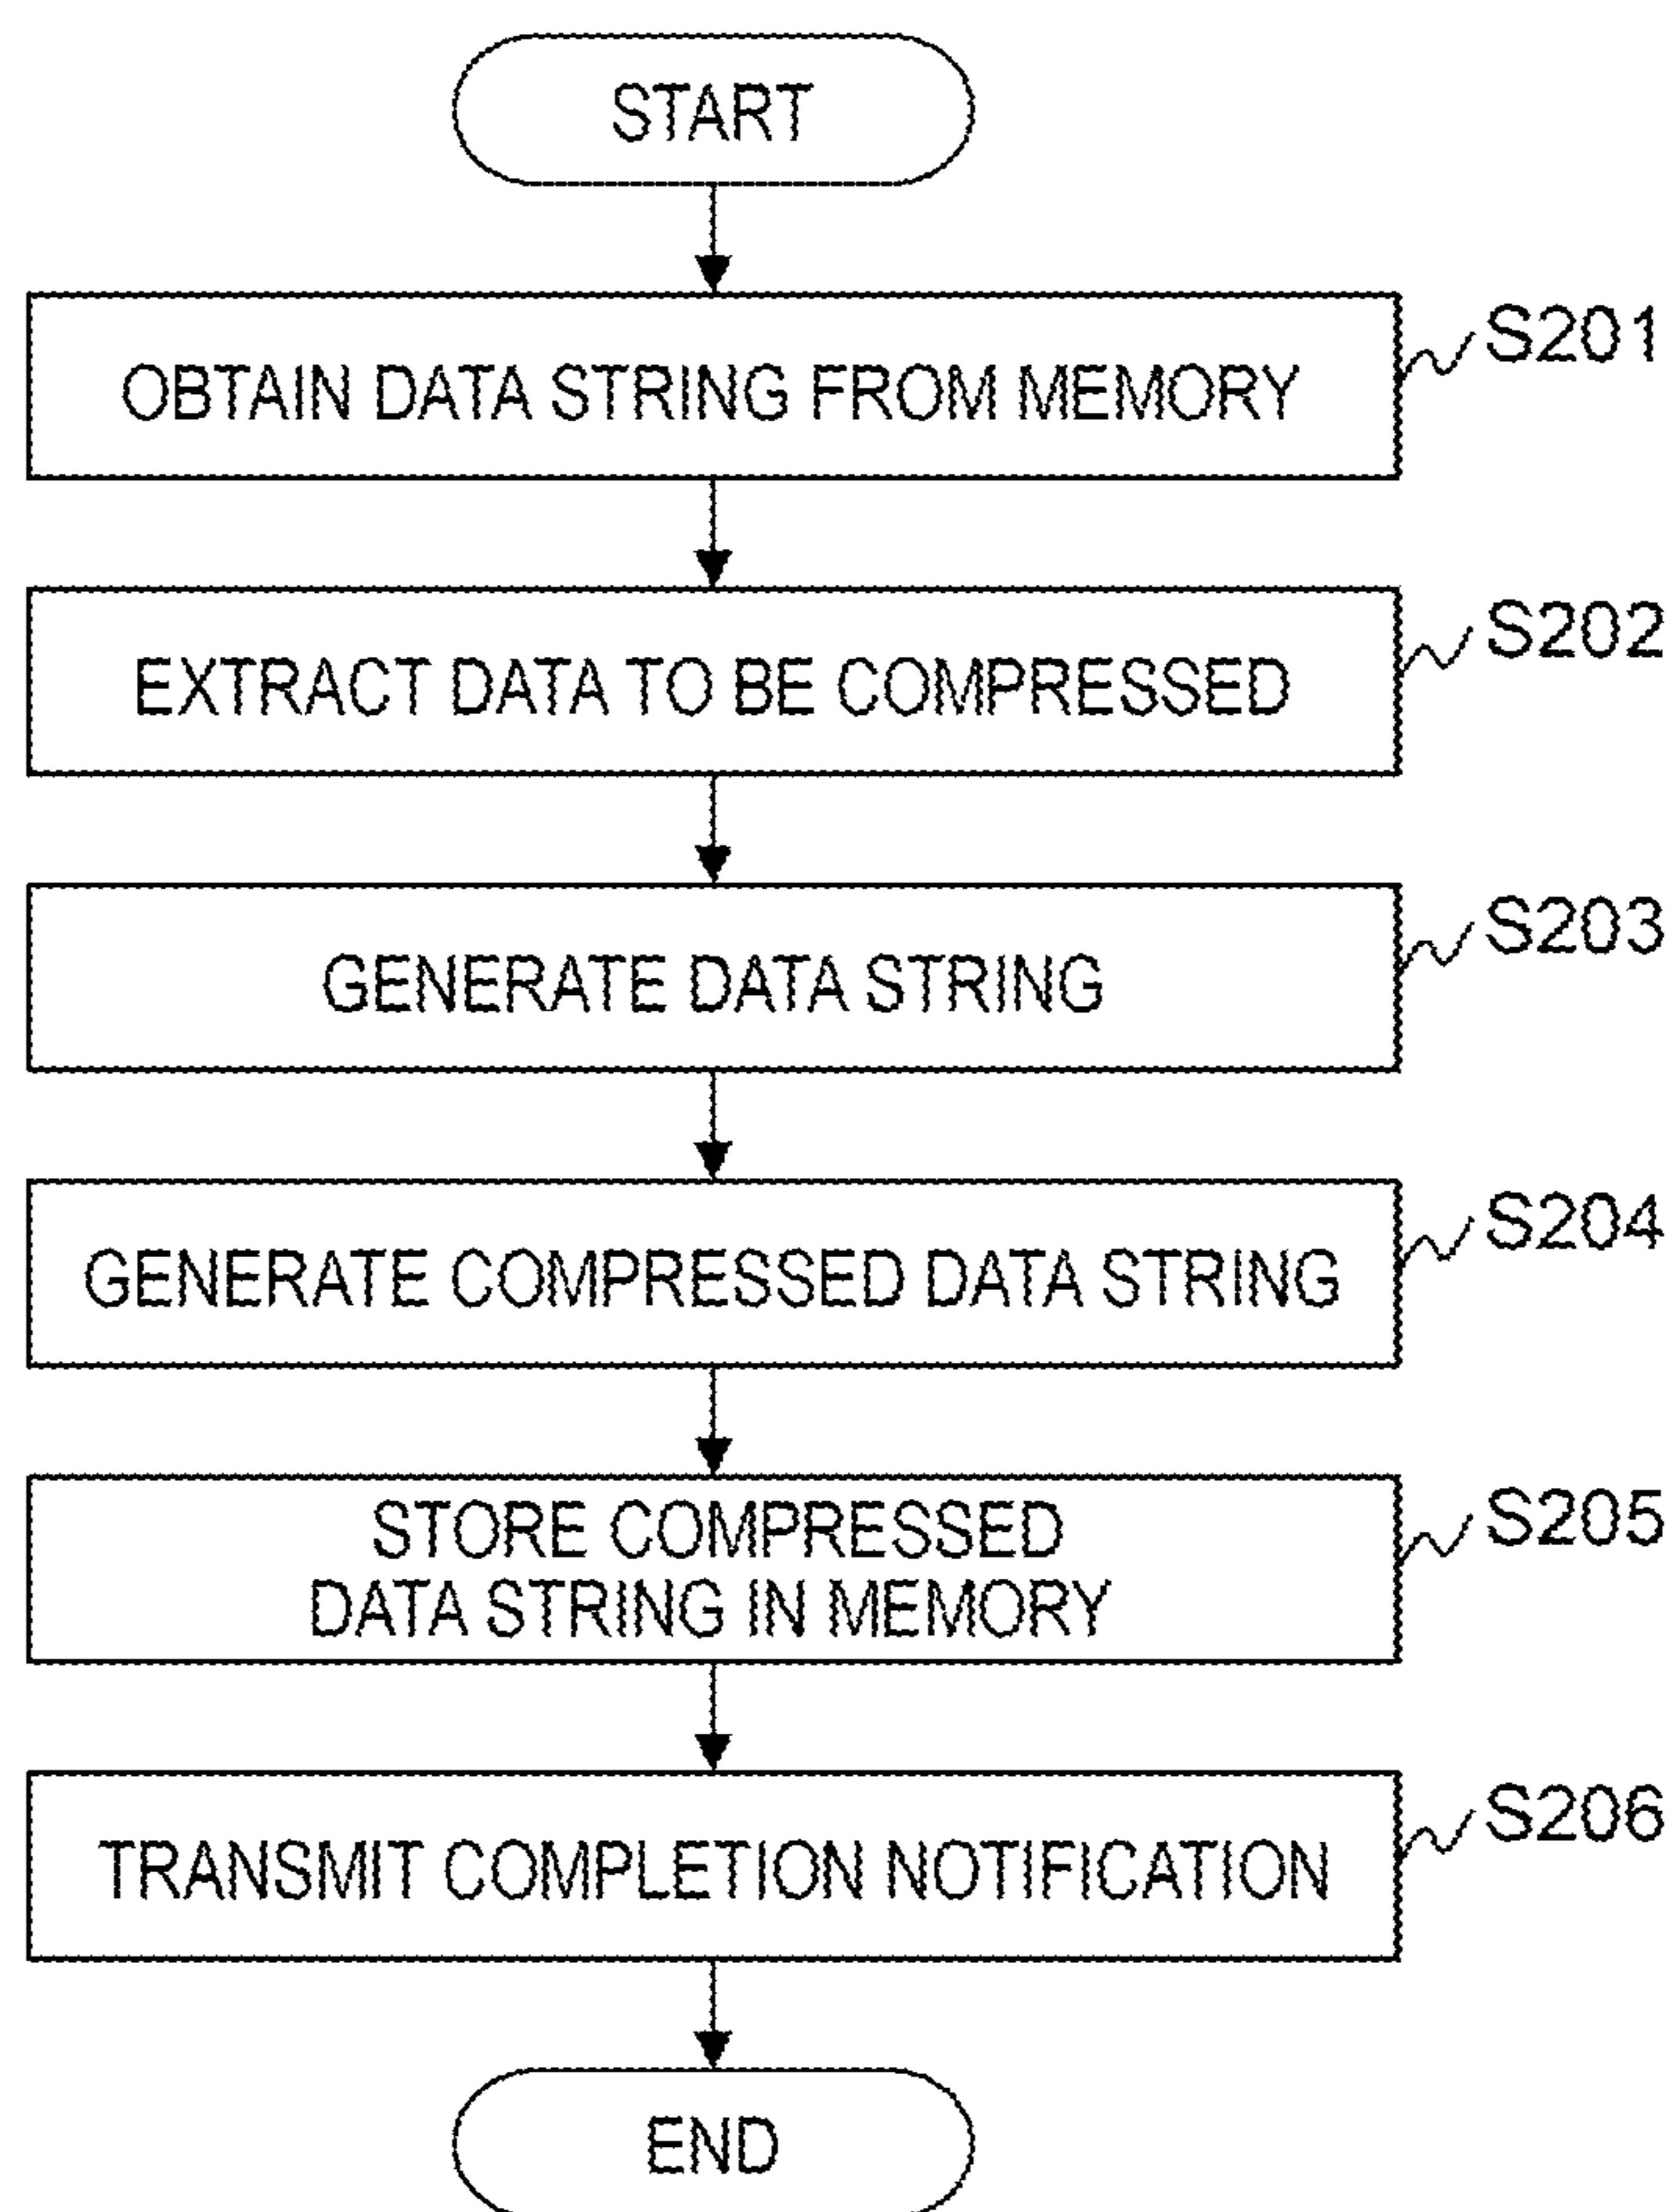 START
OBTAIN DATA STRING FROM MEMORY
S201
EXTRACT DATA TO BE COMPRESSED
S202
GENERATE DATA STRING
S203
GENERATE COMPRESSED DATA STRING
S204
STORE COMPRESSED
DATA STRING IN MEMORY
S205
TRANSMIT COMPLETION NOTIFICATION
S206
END